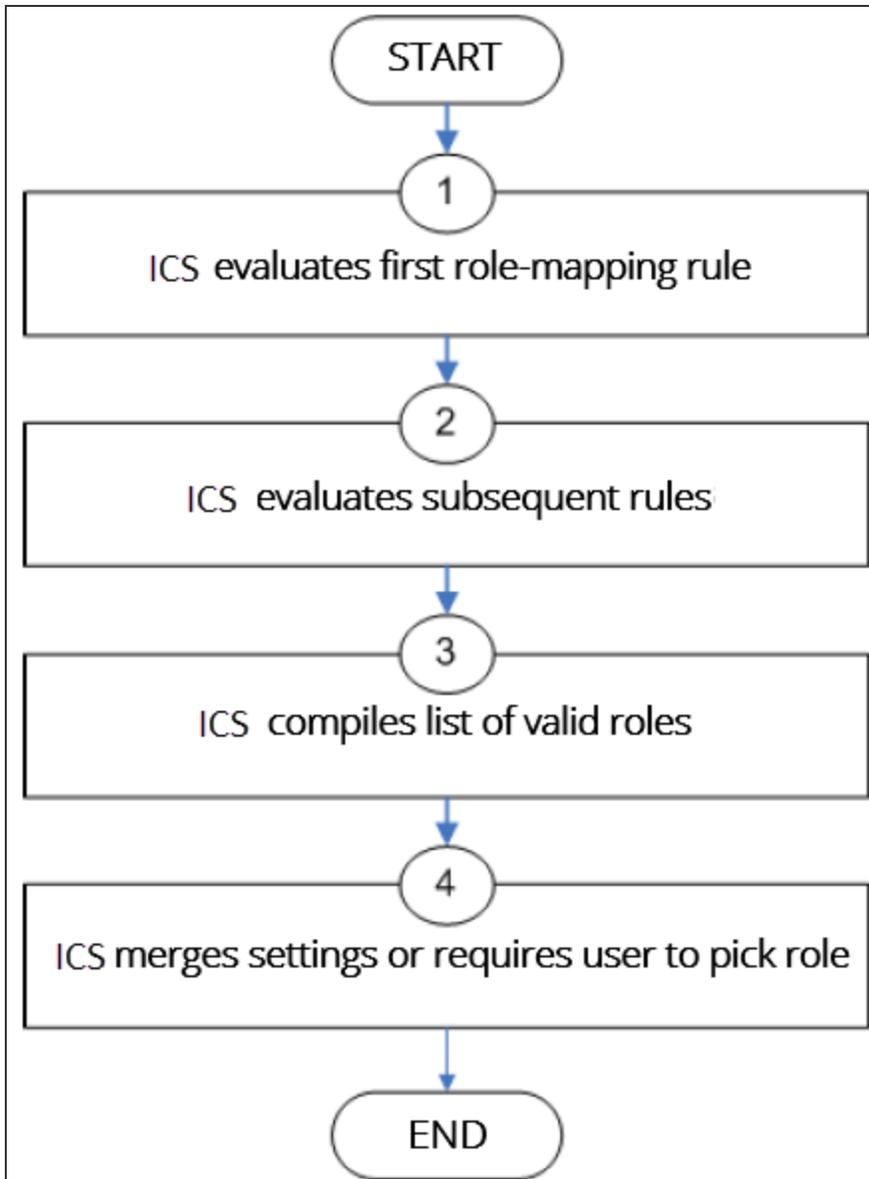 START
1
ICS evaluates first role-mapping rule
2
ICS evaluates subsequent rules
3
ICS compiles list of valid roles
4
ICS merges settings or requires user to pick role
END